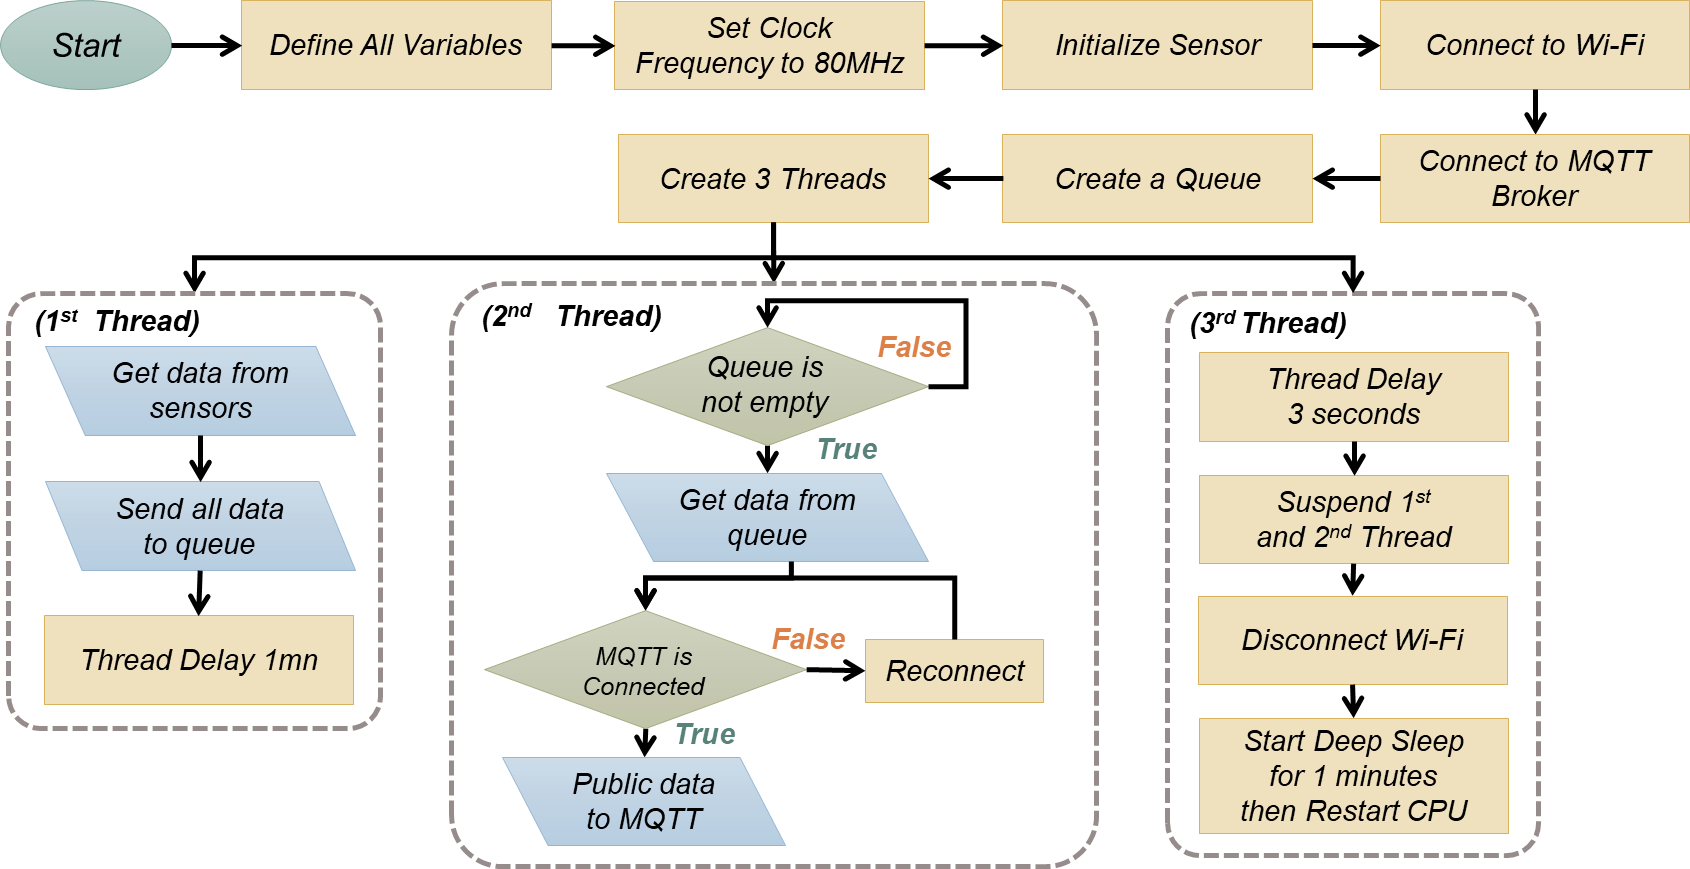 Start
Define All Variables
Set Clock
Frequency to 80MHz
Initialize Sensor
Connect to Wi-Fi
Connect to MQTT
Broker
Create a Queue
Create 3 Threads
(1st Thread)
Get data from
sensors
Send all data
to queue
Thread Delay 1mn
(2nd Thread)
Queue is
not empty
False
True
Get data from
queue
MQTT is
Connected
False
Reconnect
True
Public data
to MQTT
(3rd Thread)
Thread Delay
3 seconds
Suspend 1st
and 2nd Thread
Disconnect Wi-Fi
Start Deep Sleep
for 1 minutes
then Restart CPU